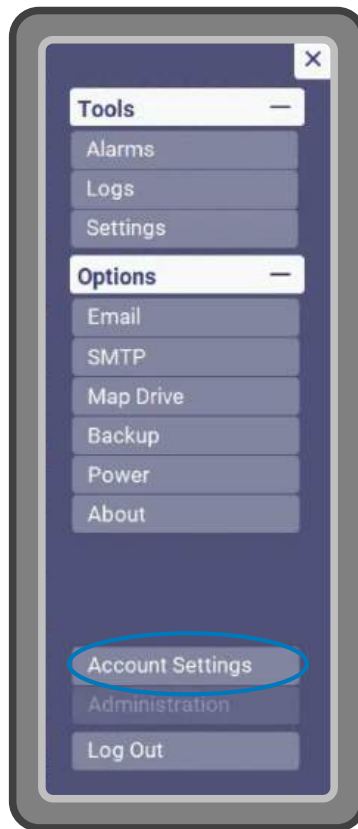 Tools
Alarms
Logs
Settings
Options
Email
SMTP
Map Drive
Backup
Power
About
Account Settings
Administration
Log Out